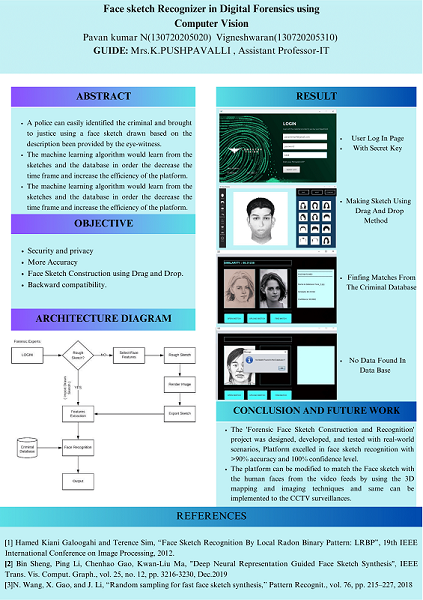 Face sketch Recognizer in Digital Forensics using
Computer Vision
Pavan kumar N(130720205020) Vigneshwaran(130720205310)
GUIDE: Mrs.K.PUSHPAVALLI , Assistant Professor-IT
ABSTRACT
A police can easily identified the criminal and brought
to justice using a face sketch drawn based on the
description been provided by the eye-witness.
The machine learning algorithm would learn from the
sketches and the database in order the decrease the
time frame and increase the efficiency of the platform.
The machine learning algorithm would learn from the
sketches and the database in order the decrease the
time frame and increase the efficiency of the platform.
OBJECTIVE
Security and privacy
More Accuracy
Face Sketch Construction using Drag and Drop.
Backward compatibility.
ARCHITECTURE DIAGRAM
Forensic Experts
LOGIN
Rough
Sketch?
NO
Select Face
Features
Rough Sketch
YES
Render Image
Features
Extraction
Export Sketch
Criminal
Database
Face Recognition
Output
RESULT
LOGIN
User Log In Page
With Secret Key
Making Sketch Using
Drag And Drop
Method
Finfing Matches From
The Criminal Database
No Data Found In
Data Base
CONCLUSION AND FUTURE WORK
The 'Forensic Face Sketch Construction and Recognition'
project was designed, developed, and tested with real-world
scenarios, Platform excelled in face sketch recognition with
>90% accuracy and 100% confidence level.
The platform can be modified to match the Face sketch with
the human faces from the video feeds by using the 3D
mapping and imaging techniques and same can be
implemented to the CCTV surveillances.
REFERENCES
[1] Hamed Kiani Galoogahi and Terence Sim, "Face Sketch Recognition By Local Radon Binary Pattern: LRBP", 19th IEEE
International Conference on Image Processing, 2012.
[2] Bin Sheng, Ping Li, Chenhao Gao, Kwan-Liu Ma, "Deep Neural Representation Guided Face Sketch Synthesis", IEEE
Trans. Vis. Comput. Graph., vol. 25, no. 12, pp. 3216-3230, Dec.2019
[3]N. Wang, X. Gao, and J. Li, "Random sampling for fast face sketch synthesis," Pattern Recognit., vol. 76, pp. 215–227, 2018